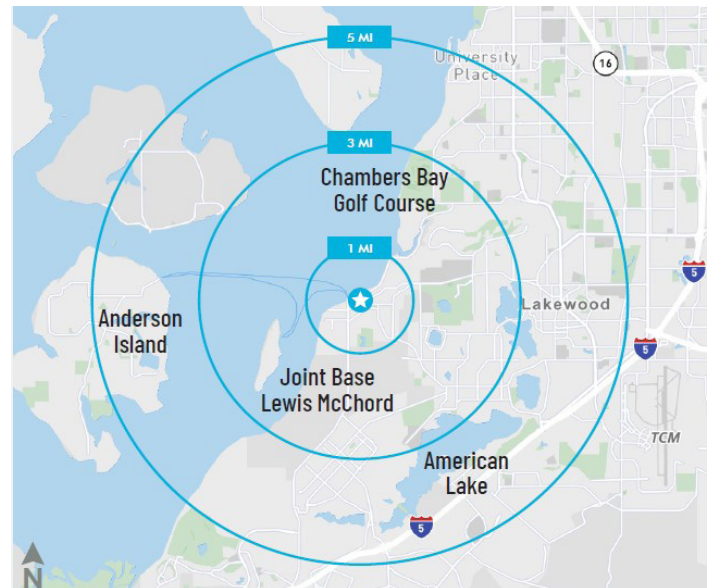 5 MI
University
Place
16
3 MI
Chambers Bay
Golf Course
1 MI
5
Lakewood
Anderson
Island
5
Joint Base
Lewis McChord
TCM
American
Lake
5
N